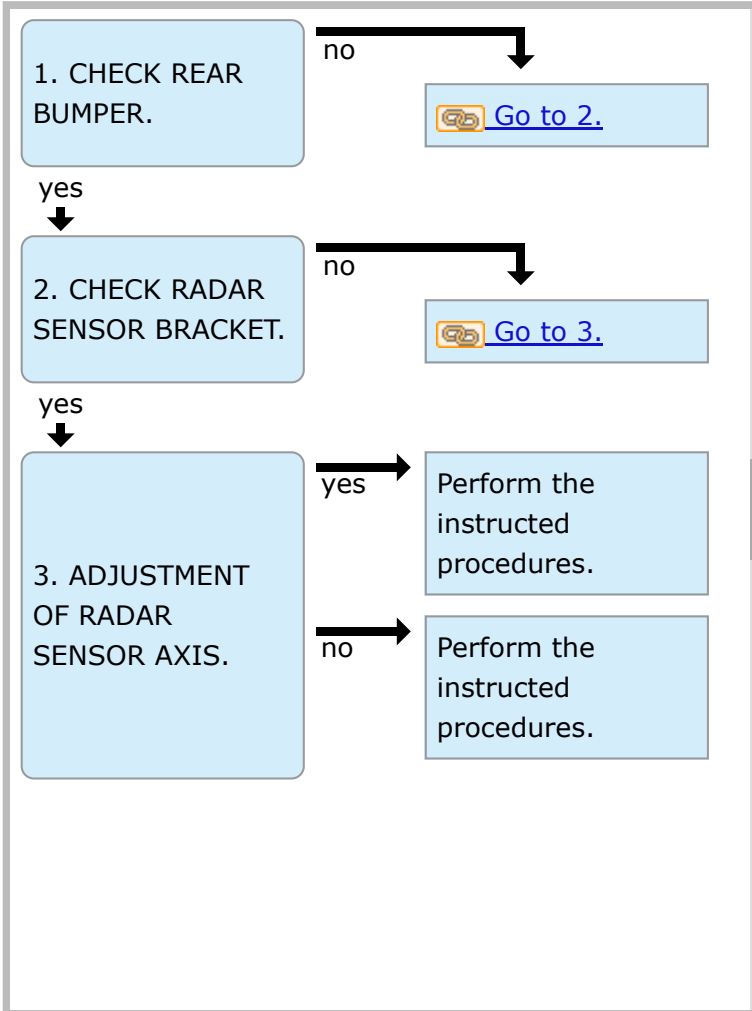 1. CHECK REAR
BUMPER.
no
Go to 2.
yes
2. CHECK RADAR
SENSOR BRACKET.
no
Go to 3.
yes
3. ADJUSTMENT
OF RADAR
SENSOR AXIS.
yes
Perform the
instructed
procedures.
no
Perform the
instructed
procedures.